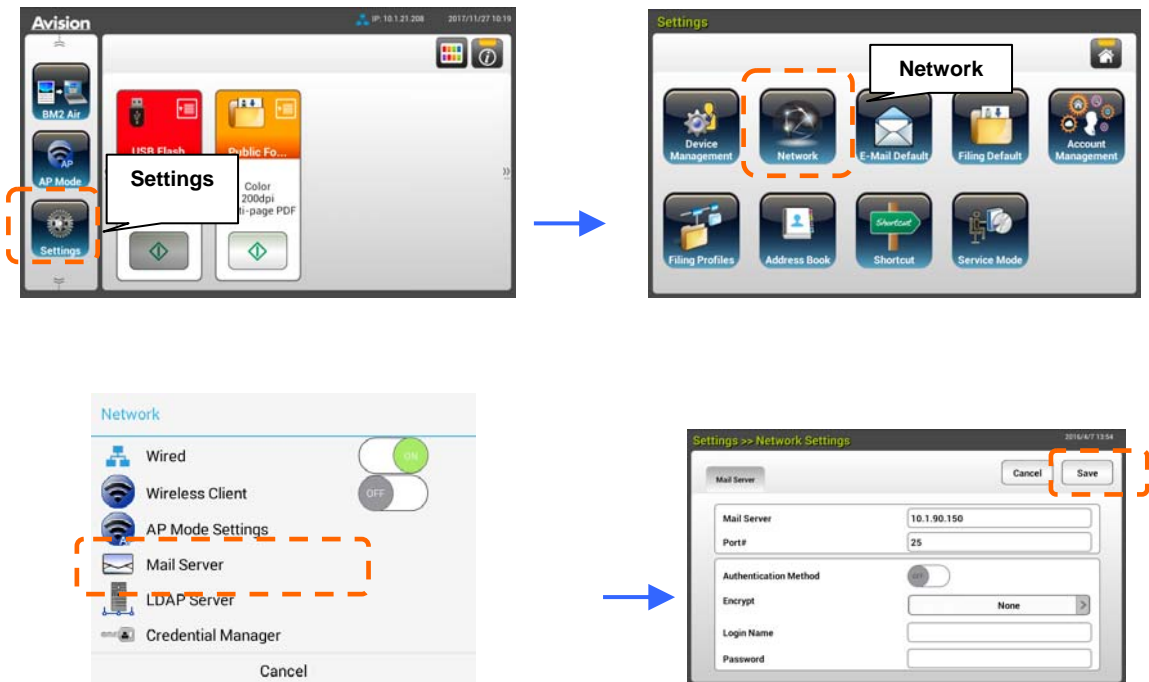 Avision
IP: 10.1.21.208 2017/11/27 10:19
BM2 Air
AP
AP Mode
Settings
USB Flash
Public Fo...
Settings
Color
200dpi
ti-page PDF
Settings
Network
Device
Management
Network
E-Mail Default
Filing Default
Account
Management
Filing Profiles
Address Book
Shortcut
Shortcut
Service Mode
Network
Wired
ON
Wireless Client
OFF
AP Mode Settings
Mail Server
LDAP Server
Credential Manager
Cancel
Settings >> Network Settings 2016/4/7 13:54
Mail Server
Cancel
Save
Mail Server 10.1.90.150
Port# 25
Authentication Method OFF
Encrypt None
Login Name
Password